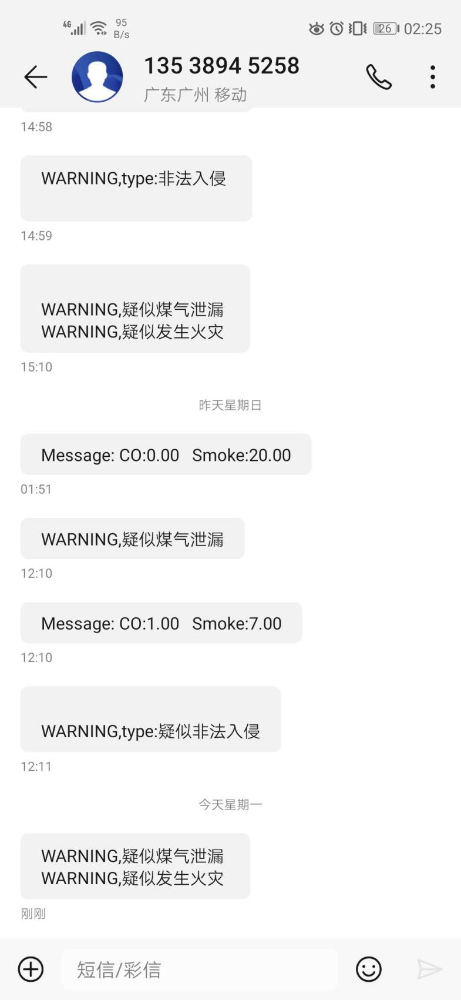 4G 95 B/s 26 02:25
135 3894 5258
广东广州 移动
14:58
WARNING,type:非法入侵
14:59
WARNING,疑似煤气泄漏
WARNING,疑似发生火灾
15:10
昨天星期日
Message: CO:0.00 Smoke:20.00
01:51
WARNING,疑似煤气泄漏
12:10
Message: CO:1.00 Smoke:7.00
12:10
WARNING,type:疑似非法入侵
12:11
今天星期一
WARNING,疑似煤气泄漏
WARNING,疑似发生火灾
刚刚
短信/彩信